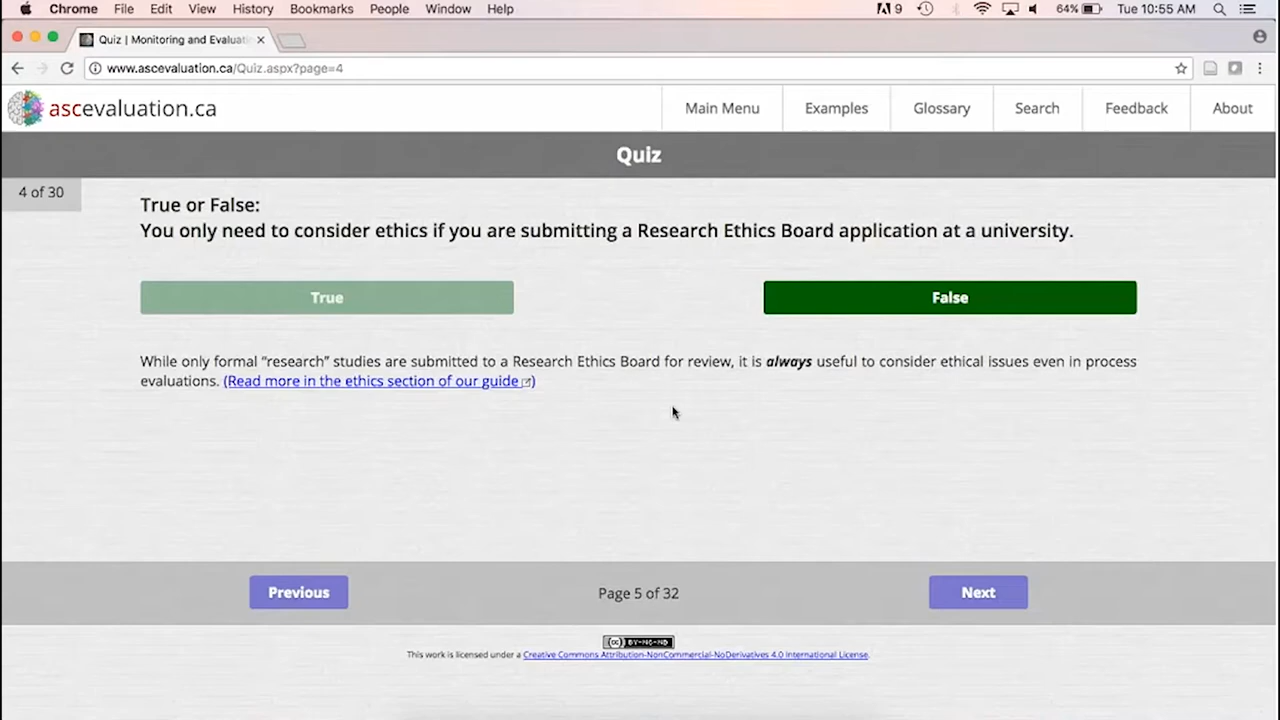 Chrome File Edit View History Bookmarks People Window Help 9 64% Tue 10:55 AM
Quiz | Monitoring and Evaluati
www.ascevaluation.ca/Quiz.aspx?page=4
ascevaluation.ca Main Menu Examples Glossary Search Feedback About
Quiz
4 of 30
True or False:
You only need to consider ethics if you are submitting a Research Ethics Board application at a university.
True False
While only formal “research” studies are submitted to a Research Ethics Board for review, it is always useful to consider ethical issues even in process
evaluations. (Read more in the ethics section of our guide)
Previous Page 5 of 32 Next
(cc) BY-NC-ND
This work is licensed under a Creative Commons Attribution-NonCommercial-NoDerivatives 4.0 International License.